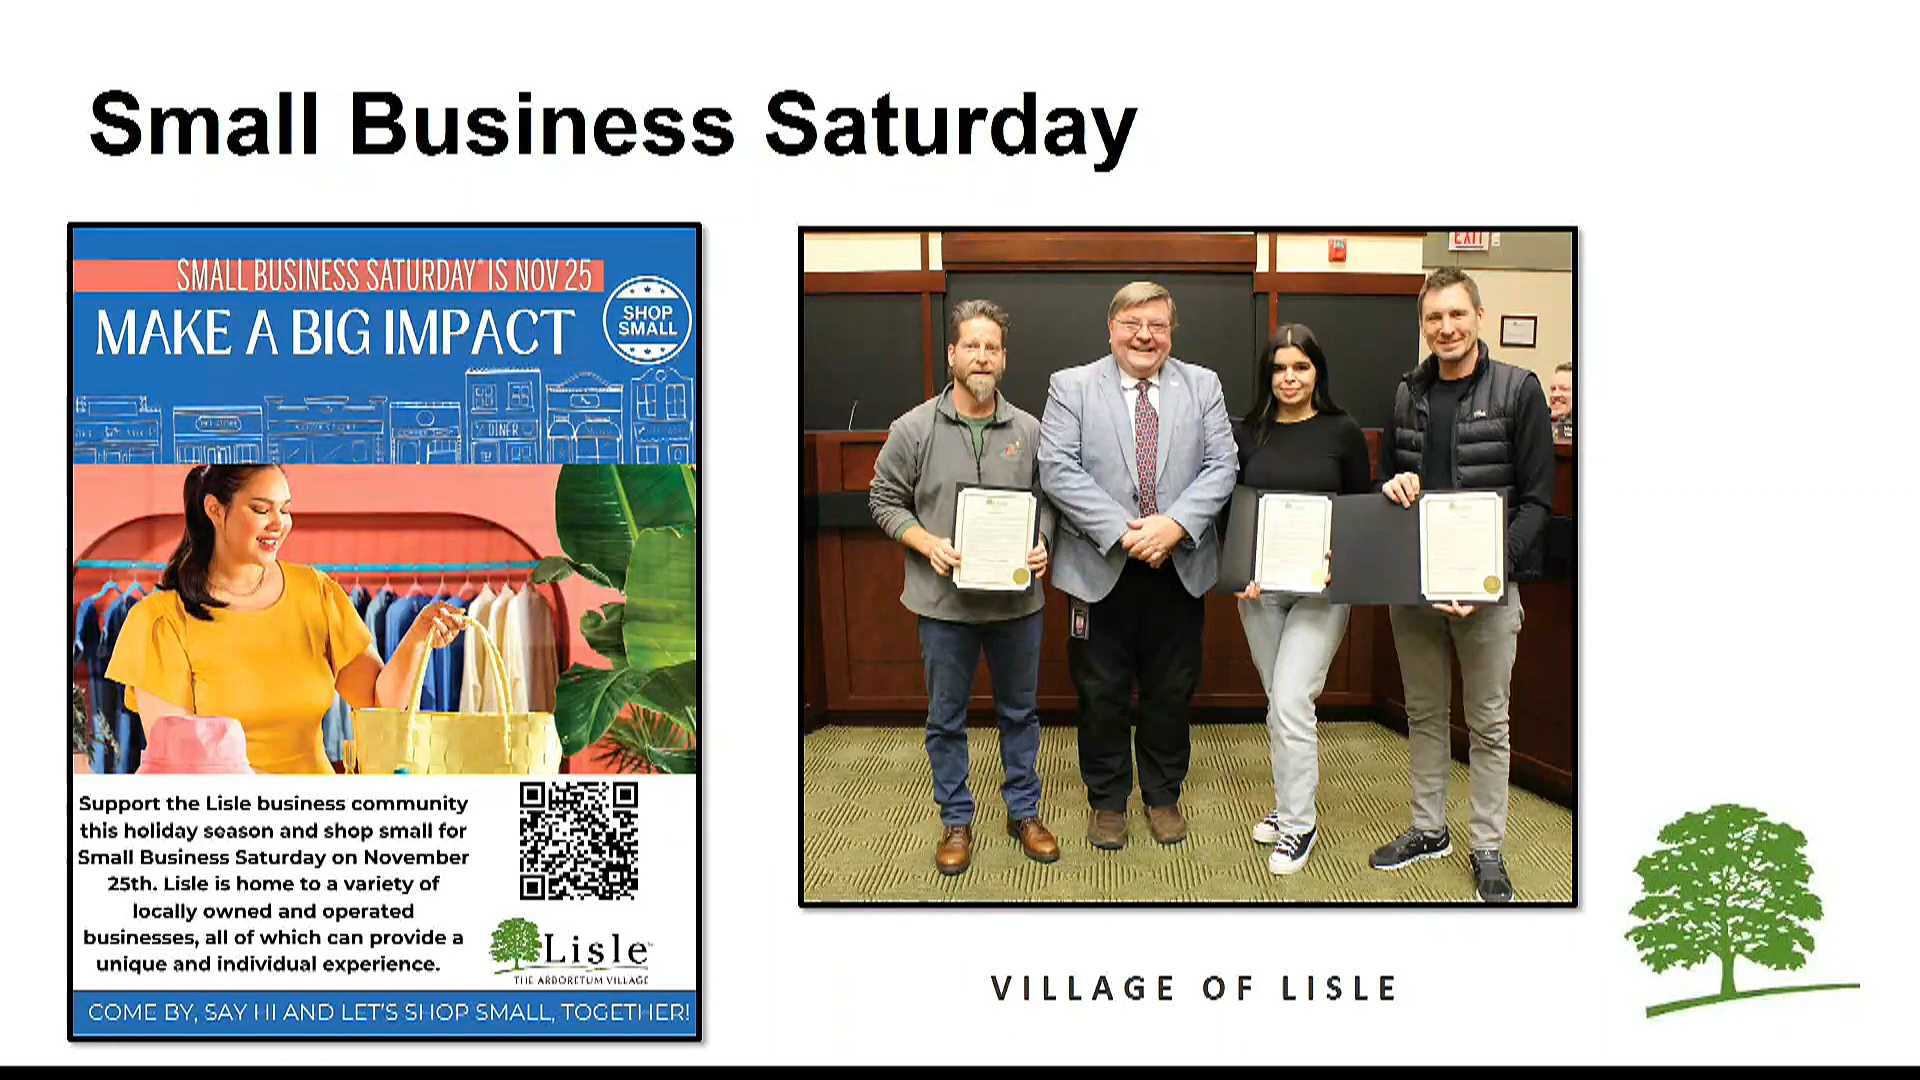 Small Business Saturday
SMALL BUSINESS SATURDAY® IS NOV 25
MAKE A BIG IMPACT
SHOP
SMALL
DINER
Support the Lisle business community
this holiday season and shop small for
Small Business Saturday on November
25th. Lisle is home to a variety of
locally owned and operated
businesses, all of which can provide a
unique and individual experience.
Lisle
THE ARBORETUM VILLAGE
COME BY, SAY HI AND LET'S SHOP SMALL, TOGETHER!
EXIT
VILLAGE OF LISLE